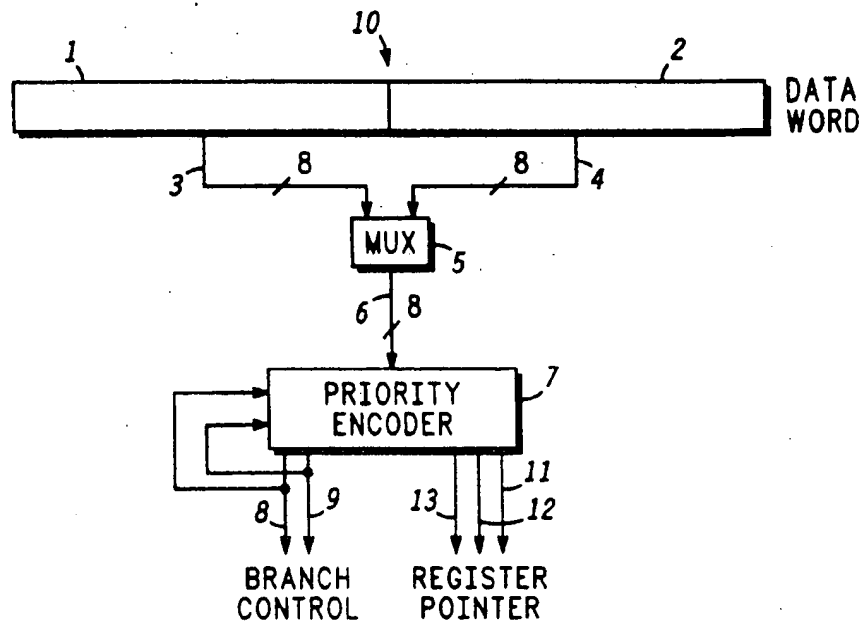 10
1
2
DATA
WORD
3
8
8
4
MUX
5
6
8
PRIORITY
ENCODER
7
8
9
13
12
11
BRANCH
CONTROL
REGISTER
POINTER